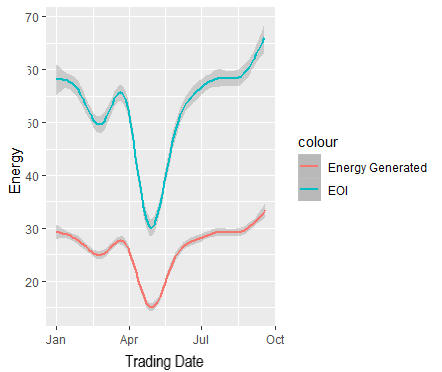 70
60
50
40
30
20
Energy
Jan Apr Jul Oct
Trading Date
colour
Energy Generated
EOI